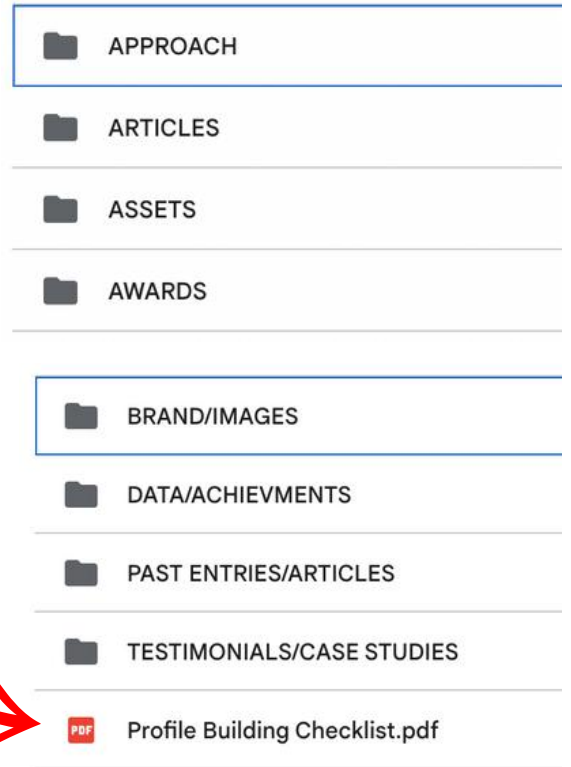 APPROACH
ARTICLES
ASSETS
AWARDS
BRAND/IMAGES
DATA/ACHIEVMENTS
PAST ENTRIES/ARTICLES
TESTIMONIALS/CASE STUDIES
PDF Profile Building Checklist.pdf